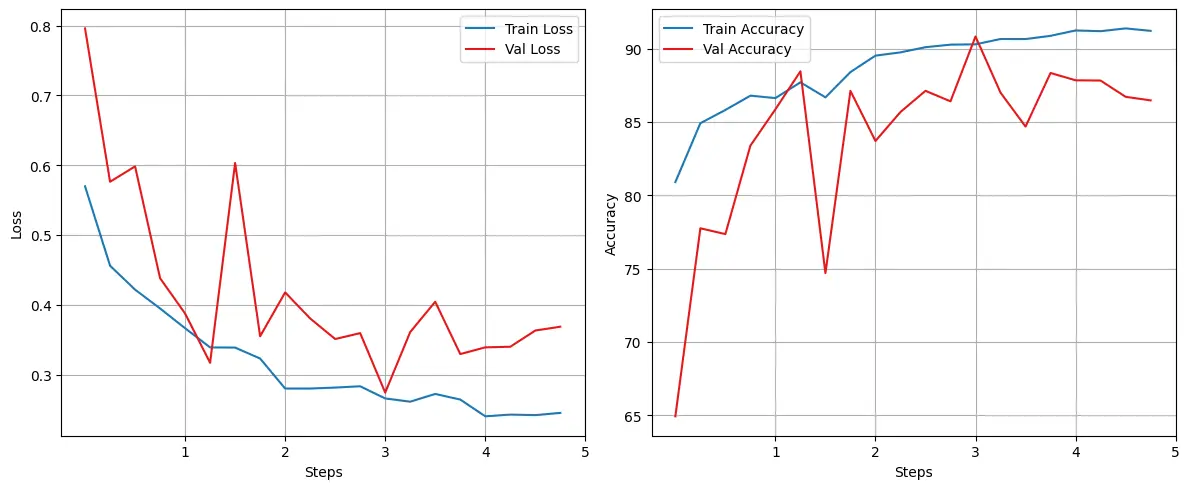 0.8
0.7
0.6
0.5
0.4
0.3
Loss
1 2 3 4 5
Steps
Train Loss
Val Loss
90
85
80
75
70
65
Accuracy
1 2 3 4 5
Steps
Train Accuracy
Val Accuracy